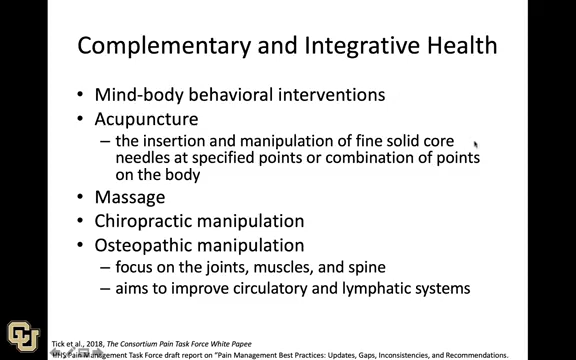 Complementary and Integrative Health
• Mind-body behavioral interventions
• Acupuncture
– the insertion and manipulation of fine solid core
needles at specified points or combination of points
on the body
• Massage
• Chiropractic manipulation
• Osteopathic manipulation
– focus on the joints, muscles, and spine
– aims to improve circulatory and lymphatic systems
CU
Tick et al., 2018, The Consortium Pain Task Force White Papee
HHS Pain Management Task Force draft report on "Pain Management Best Practices: Updates, Gaps, Inconsistencies, and Recommendations.